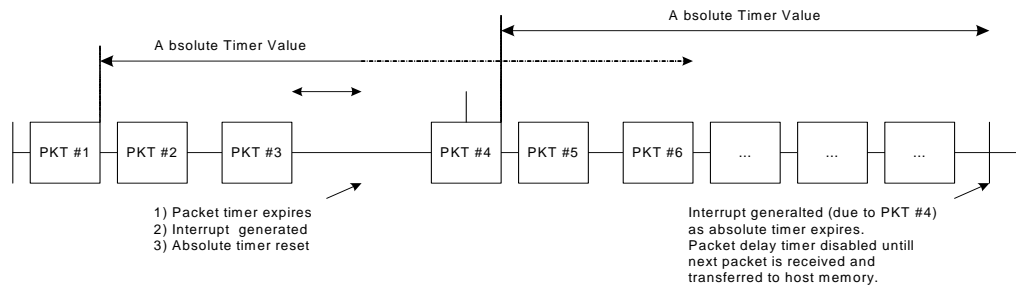 A bsolute Timer Value
A bsolute Timer Value
PKT #1
PKT #2
PKT #3
PKT #4
PKT #5
PKT #6
...
...
...
1) Packet timer expires
2) Interrupt generated
3) Absolute timer reset
Interrupt generalted (due to PKT #4)
as absolute timer expires.
Packet delay timer disabled untill
next packet is received and
transferred to host memory.